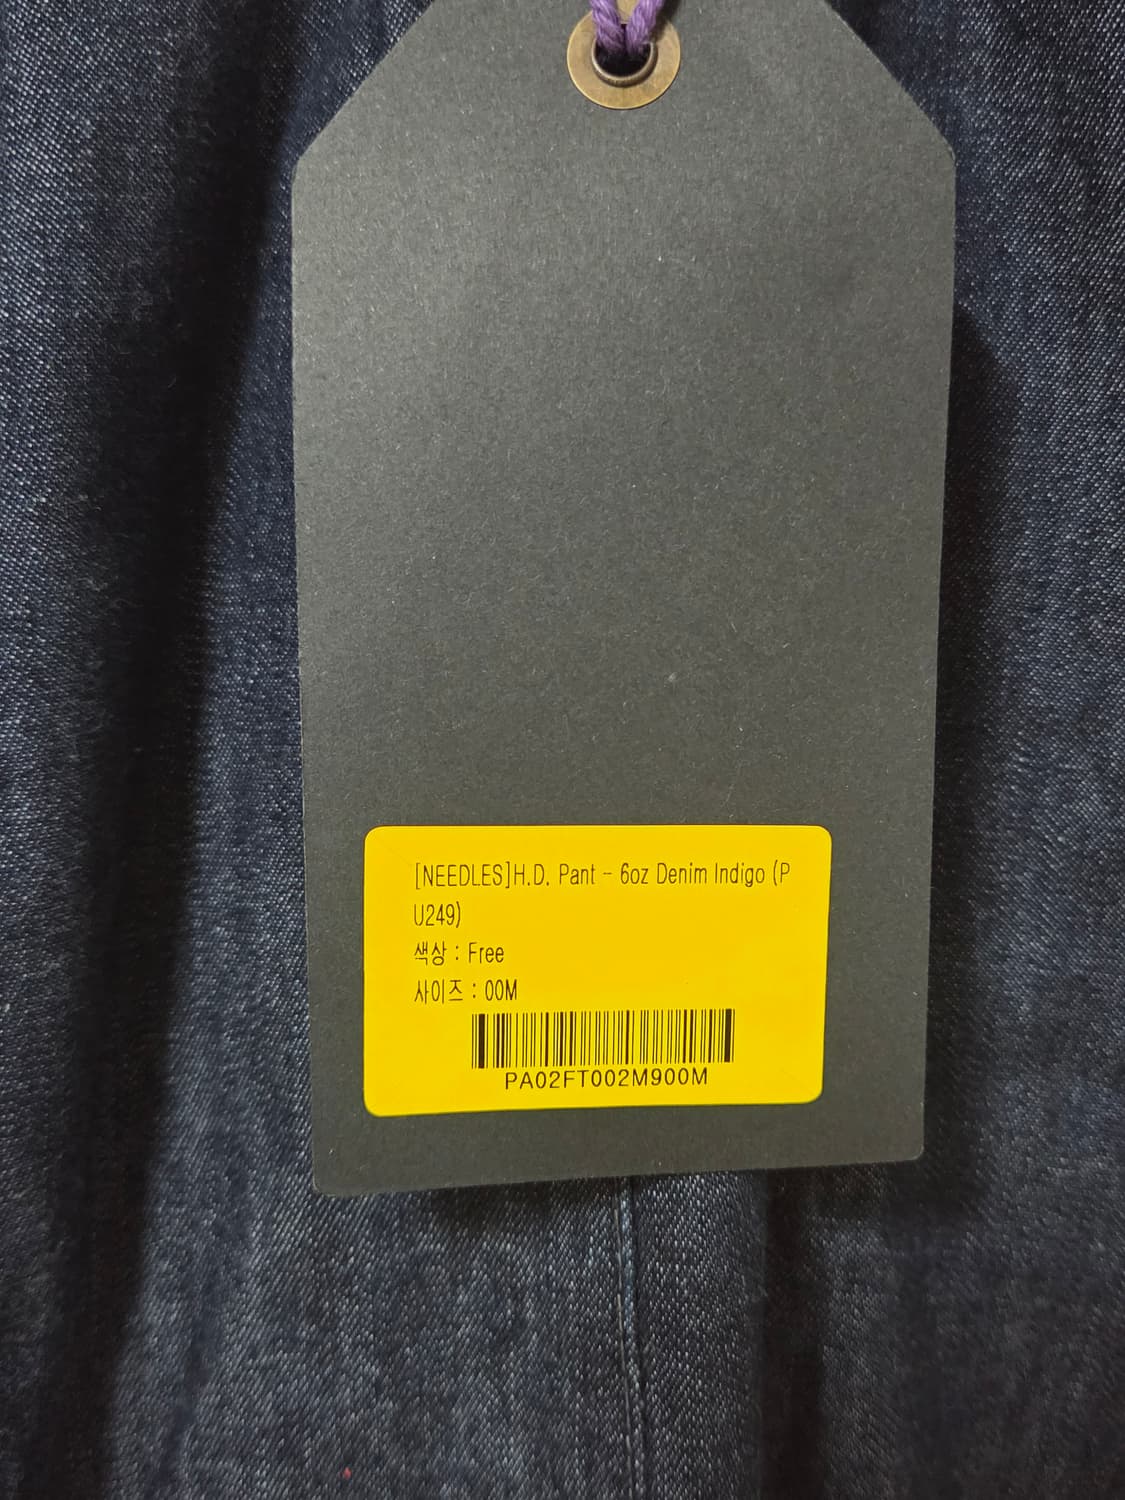 [NEEDLES]H.D. Pant - 6oz Denim Indigo (P
U249)
색상 : Free
사이즈 : 00M
PA02FT002M900M